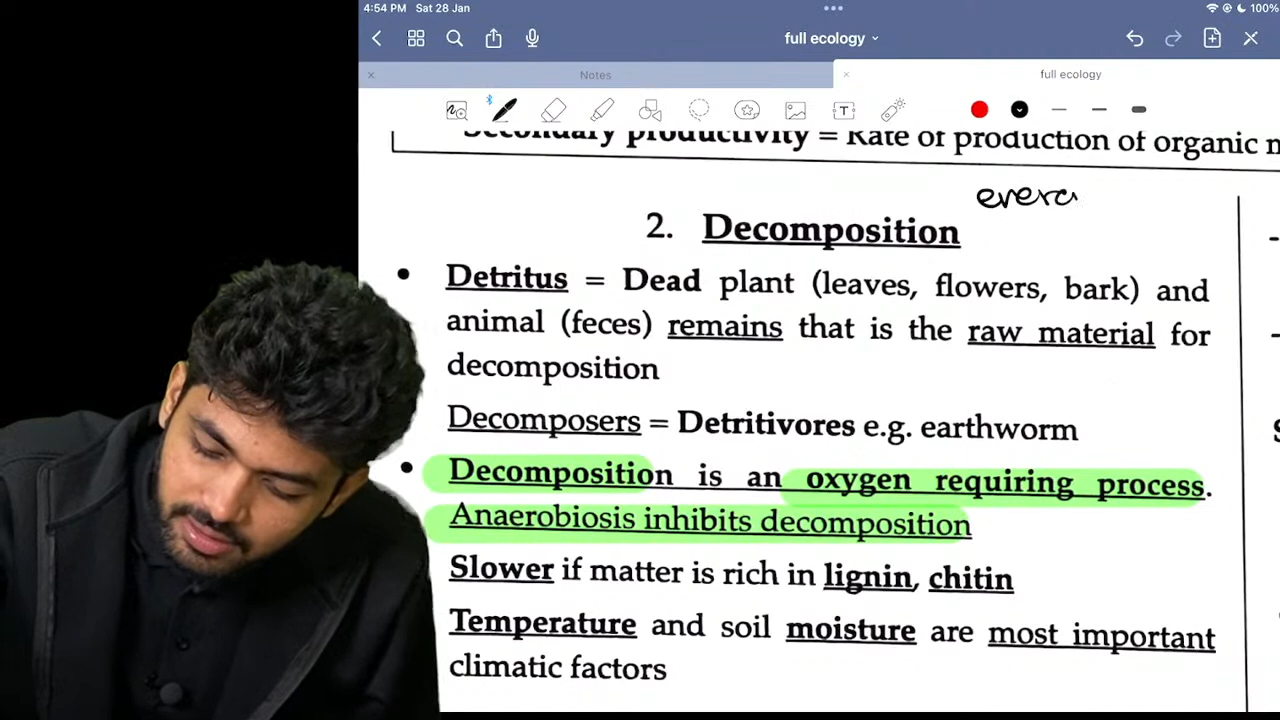 4:54 PM Sat 28 Jan
100%
full ecology
Notes
full ecology
Secondary productivity = Rate of production of organic
2. Decomposition
• Detritus = Dead plant (leaves, flowers, bark) and
animal (feces) remains that is the raw material for
decomposition
Decomposers = Detritivores e.g. earthworm
• Decomposition is an oxygen requiring process.
Anaerobiosis inhibits decomposition
Slower if matter is rich in lignin, chitin
Temperature and soil moisture are most important
climatic factors